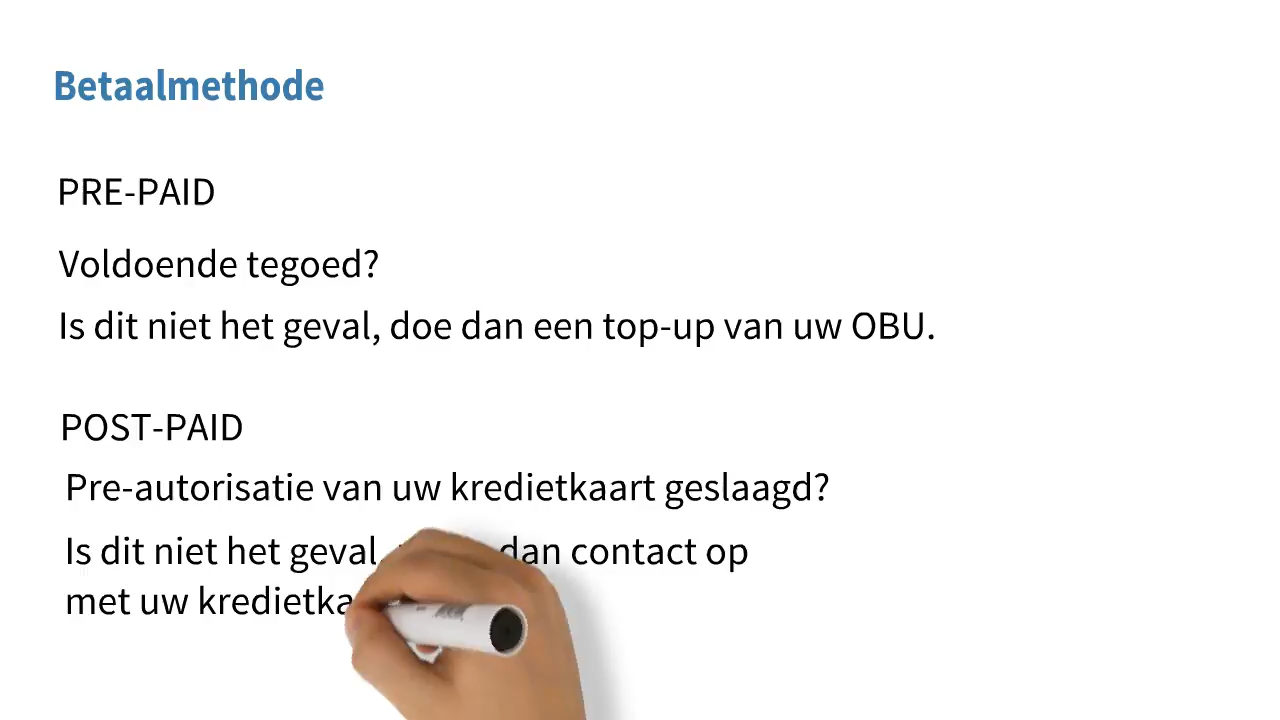 Betaalmethode
PRE-PAID
Voldoende tegoed?
Is dit niet het geval, doe dan een top-up van uw OBU.
POST-PAID
Pre-autorisatie van uw kredietkaart geslaagd?
Is dit niet het geval, dan contact op
met uw kredietka